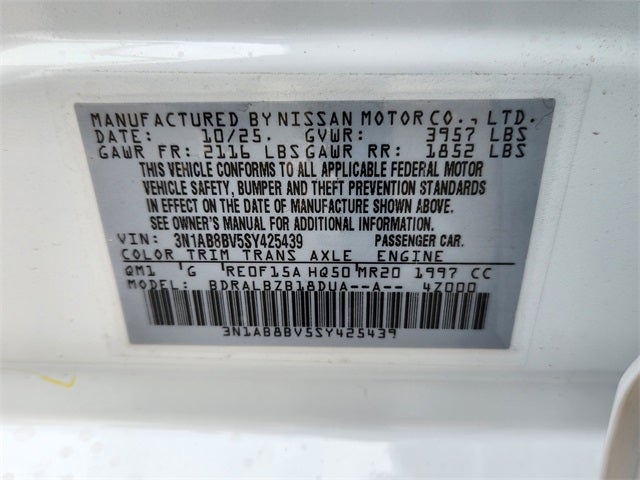 MANUFACTURED BY NISSAN MOTOR CO., LTD.
DATE: 10/25. GVWR: 3957 LBS
GAWR FR: 2116 LBS GAWR RR: 1852 LBS
THIS VEHICLE CONFORMS TO ALL APPLICABLE FEDERAL MOTOR
VEHICLE SAFETY, BUMPER AND THEFT PREVENTION STANDARDS
IN EFFECT ON THE DATE OF MANUFACTURE SHOWN ABOVE.
SEE OWNER'S MANUAL FOR ADDITIONAL INFORMATION.
VIN: 3N1AB8BV5SY425439 PASSENGER CAR.
COLOR TRIM TRANS AXLE ENGINE
QM1 G RE0F15A HQ50 MR20 1997 CC
MODEL: BDRALBZB18DUA--A-- 47000
3N1AB8BV5SY425439